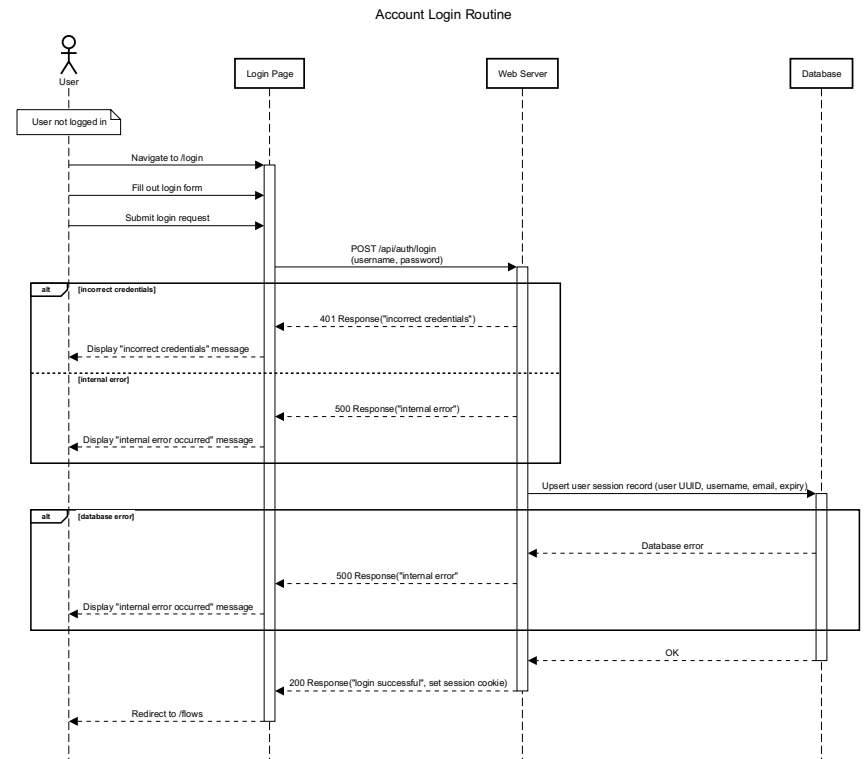 Account Login Routine
User
Login Page
Web Server
Database
User not logged in
Navigate to /login
Fill out login form
Submit login request
POST /api/auth/login
(username, password)
alt
[incorrect credentials]
401 Response("incorrect credentials")
Display "incorrect credentials" message
[internal error]
500 Response("internal error")
Display "internal error occurred" message
Upsert user session record (user UUID, username, email, expiry)
alt
[database error]
Database error
500 Response("internal error"
Display "internal error occurred" message
OK
200 Response("login successful", set session cookie)
Redirect to /flows